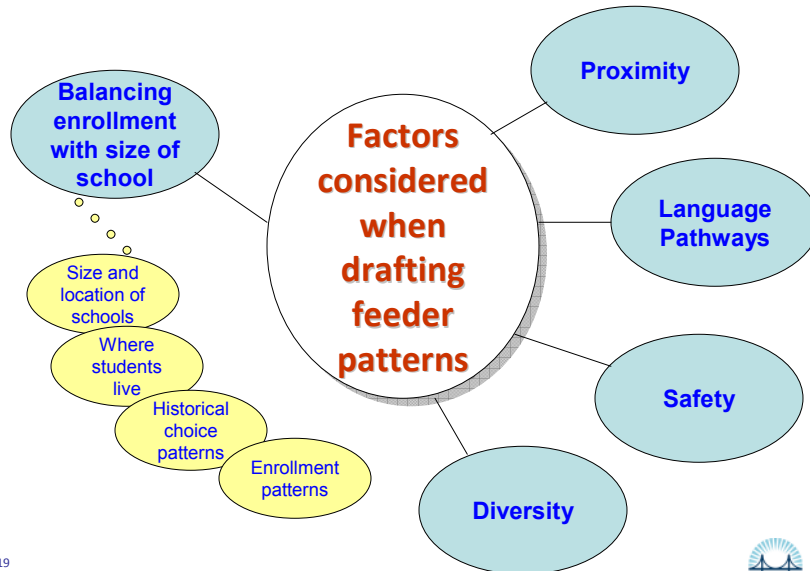 Balancing
enrollment
with size of
school
Size and
location of
schools
Where
students
live
Historical
choice
patterns
Enrollment
patterns
Factors
considered
when
drafting
feeder
patterns
Proximity
Language
Pathways
Safety
Diversity
19